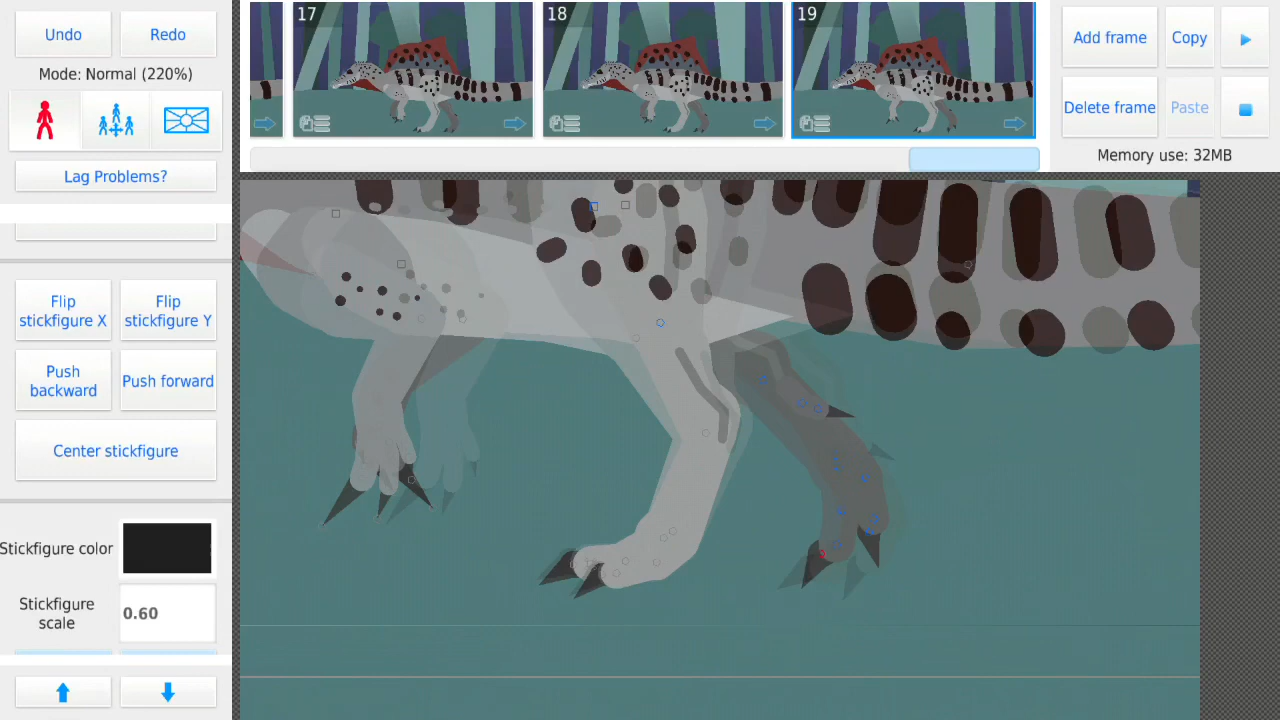 Undo
Redo
Mode: Normal (220%)
Lag Problems?
Flip stickfigure X
Flip stickfigure Y
Push backward
Push forward
Center stickfigure
Stickfigure color
Stickfigure scale
0.60
17
18
19
Add frame
Copy
Delete frame
Paste
Memory use: 32MB